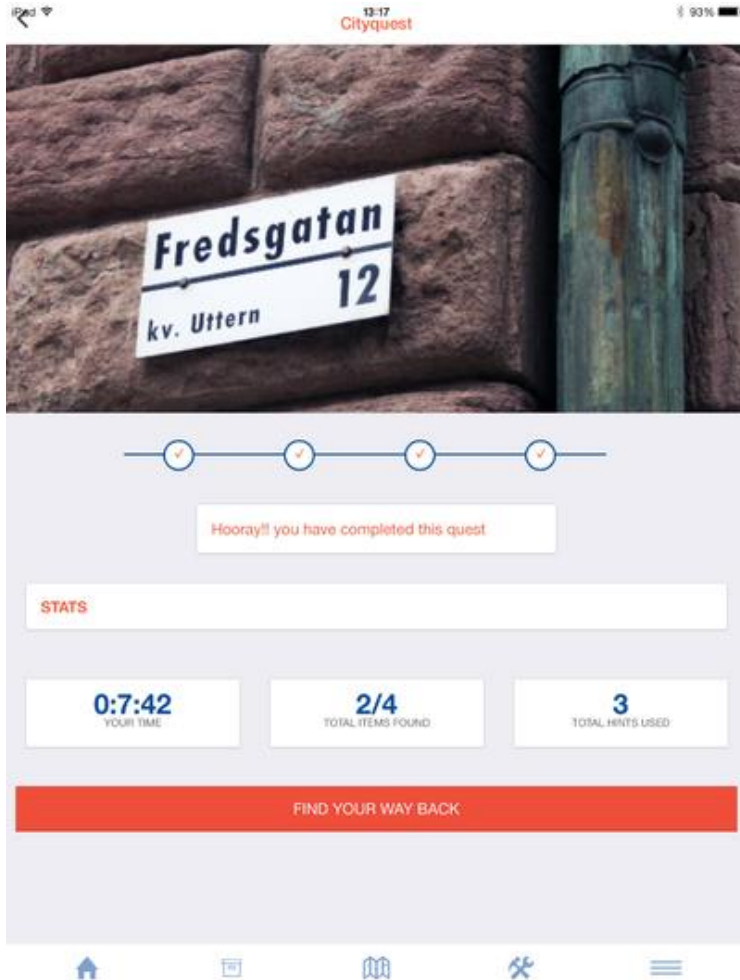 iPad 13:17 93%
Cityquest
Fredsgatan
12
kv. Uttern
Hooray!! you have completed this quest
STATS
0:7:42 2/4 3
YOUR TIME TOTAL ITEMS FOUND TOTAL HINTS USED
FIND YOUR WAY BACK